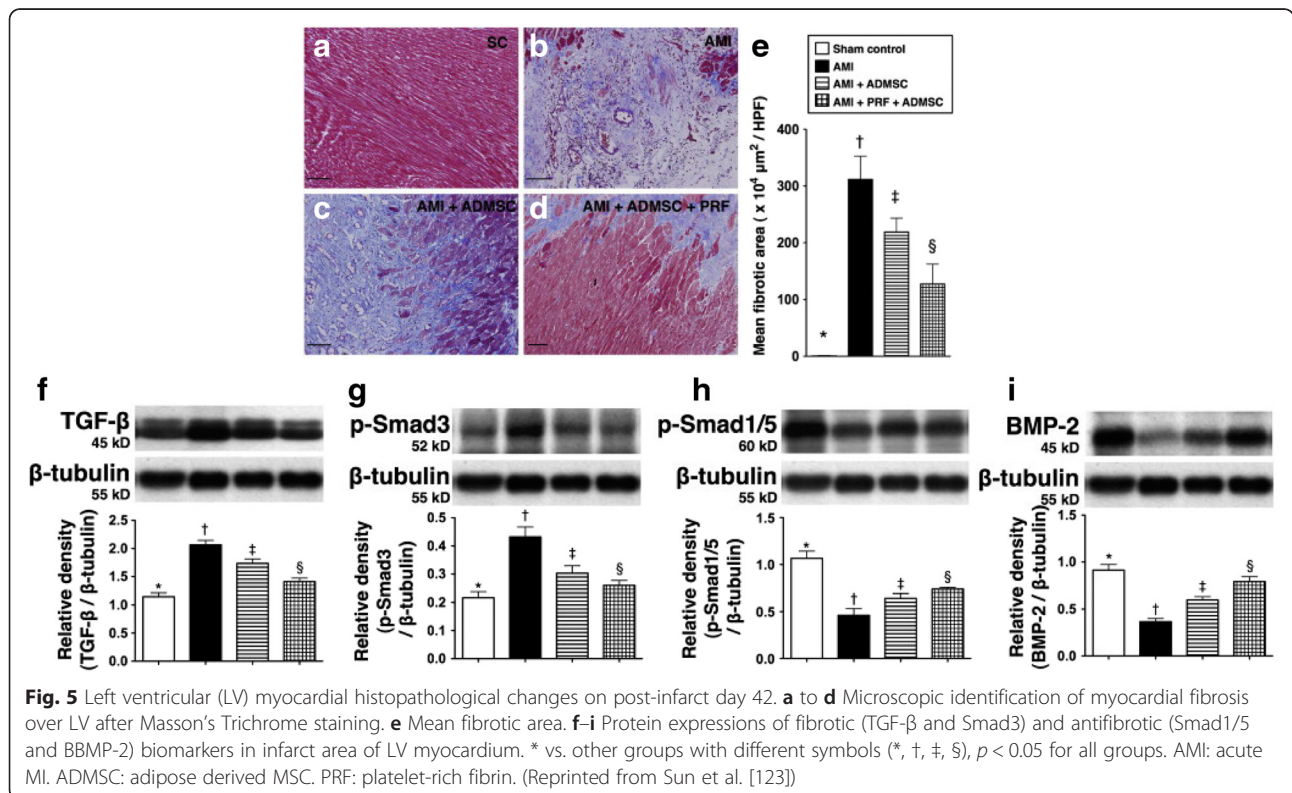 a
SC
b
AMI
c
AMI + ADMSC
d
AMI + ADMSC + PRF
e
Sham control
AMI
AMI + ADMSC
AMI + PRF + ADMSC
Mean fibrotic area ( x 10⁴ μm² / HPF)
400
300
200
100
0
*
†
‡
§
f
TGF-β
45 kD
β-tubulin
55 kD
Relative density
(TGF-β / β-tubulin)
2.5
2.0
1.5
1.0
0.5
0.0
*
†
‡
§
g
p-Smad3
52 kD
β-tubulin
55 kD
Relative density
(p-Smad3
/ β-tubulin)
0.5
0.4
0.3
0.2
0.1
0.0
*
†
‡
§
h
p-Smad1/5
60 kD
β-tubulin
55 kD
Relative density
(p-Smad1/5
/ β-tubulin)
1.5
1.0
0.5
0.0
*
†
‡
§
i
BMP-2
45 kD
β-tubulin
55 kD
Relative density
(BMP-2 / β-tubulin)
1.5
1.0
0.5
0.0
*
†
‡
§
Fig. 5 Left ventricular (LV) myocardial histopathological changes on post-infarct day 42. a to d Microscopic identification of myocardial fibrosis
over LV after Masson's Trichrome staining. e Mean fibrotic area. f–i Protein expressions of fibrotic (TGF-β and Smad3) and antifibrotic (Smad1/5
and BBMP-2) biomarkers in infarct area of LV myocardium. * vs. other groups with different symbols (*, †, ‡, §), p < 0.05 for all groups. AMI: acute
MI. ADMSC: adipose derived MSC. PRF: platelet-rich fibrin. (Reprinted from Sun et al. [123])